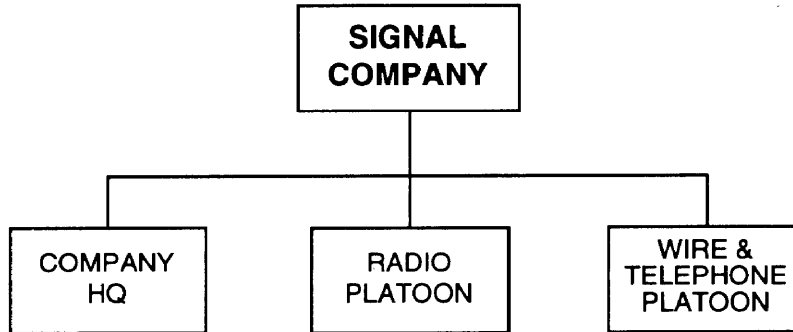 SIGNAL
COMPANY
COMPANY
HQ
RADIO
PLATOON
WIRE &
TELEPHONE
PLATOON